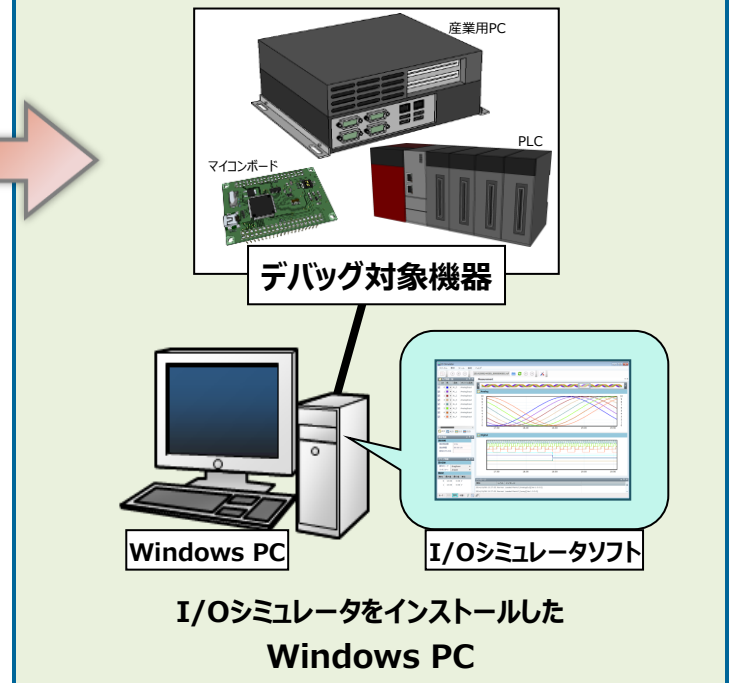 産業用PC
PLC
マイコンボード
デバッグ対象機器
Windows PC
I/Oシミュレータソフト
I/Oシミュレータをインストールした
Windows PC